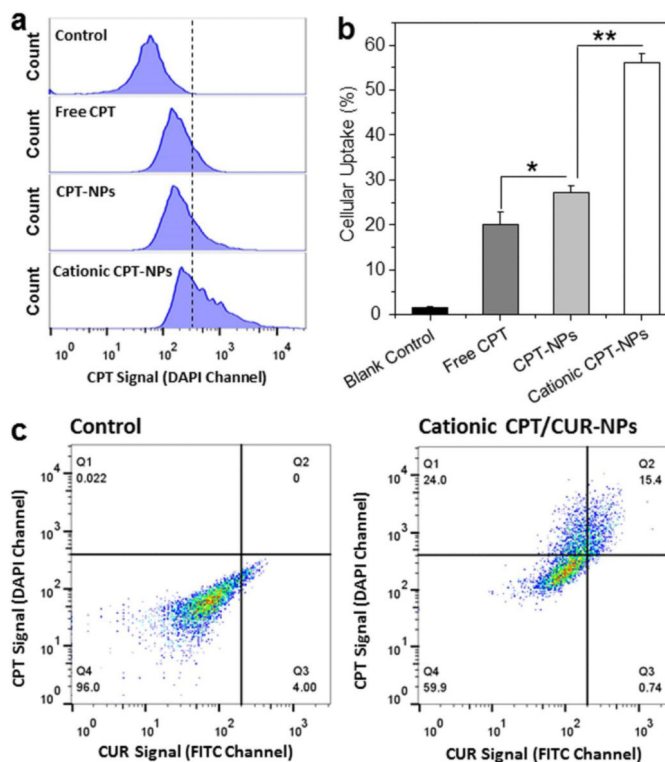 a
Control
Count
Free CPT
Count
CPT-NPs
Count
Cationic CPT-NPs
Count
10^0 10^1 10^2 10^3 10^4
CPT Signal (DAPI Channel)
b
Cellular Uptake (%)
60
50
40
30
20
10
0
*
**
Blank Control
Free CPT
CPT-NPs
Cationic CPT-NPs
c
Control
CPT Signal (DAPI Channel)
10^4
10^3
10^2
10^1
10^0
Q1
0.022
Q2
0
Q4
96.0
Q3
4.00
10^0 10^1 10^2 10^3
CUR Signal (FITC Channel)
Cationic CPT/CUR-NPs
CPT Signal (DAPI Channel)
10^4
10^3
10^2
10^1
10^0
Q1
24.0
Q2
15.4
Q4
59.9
Q3
0.74
10^0 10^1 10^2 10^3
CUR Signal (FITC Channel)